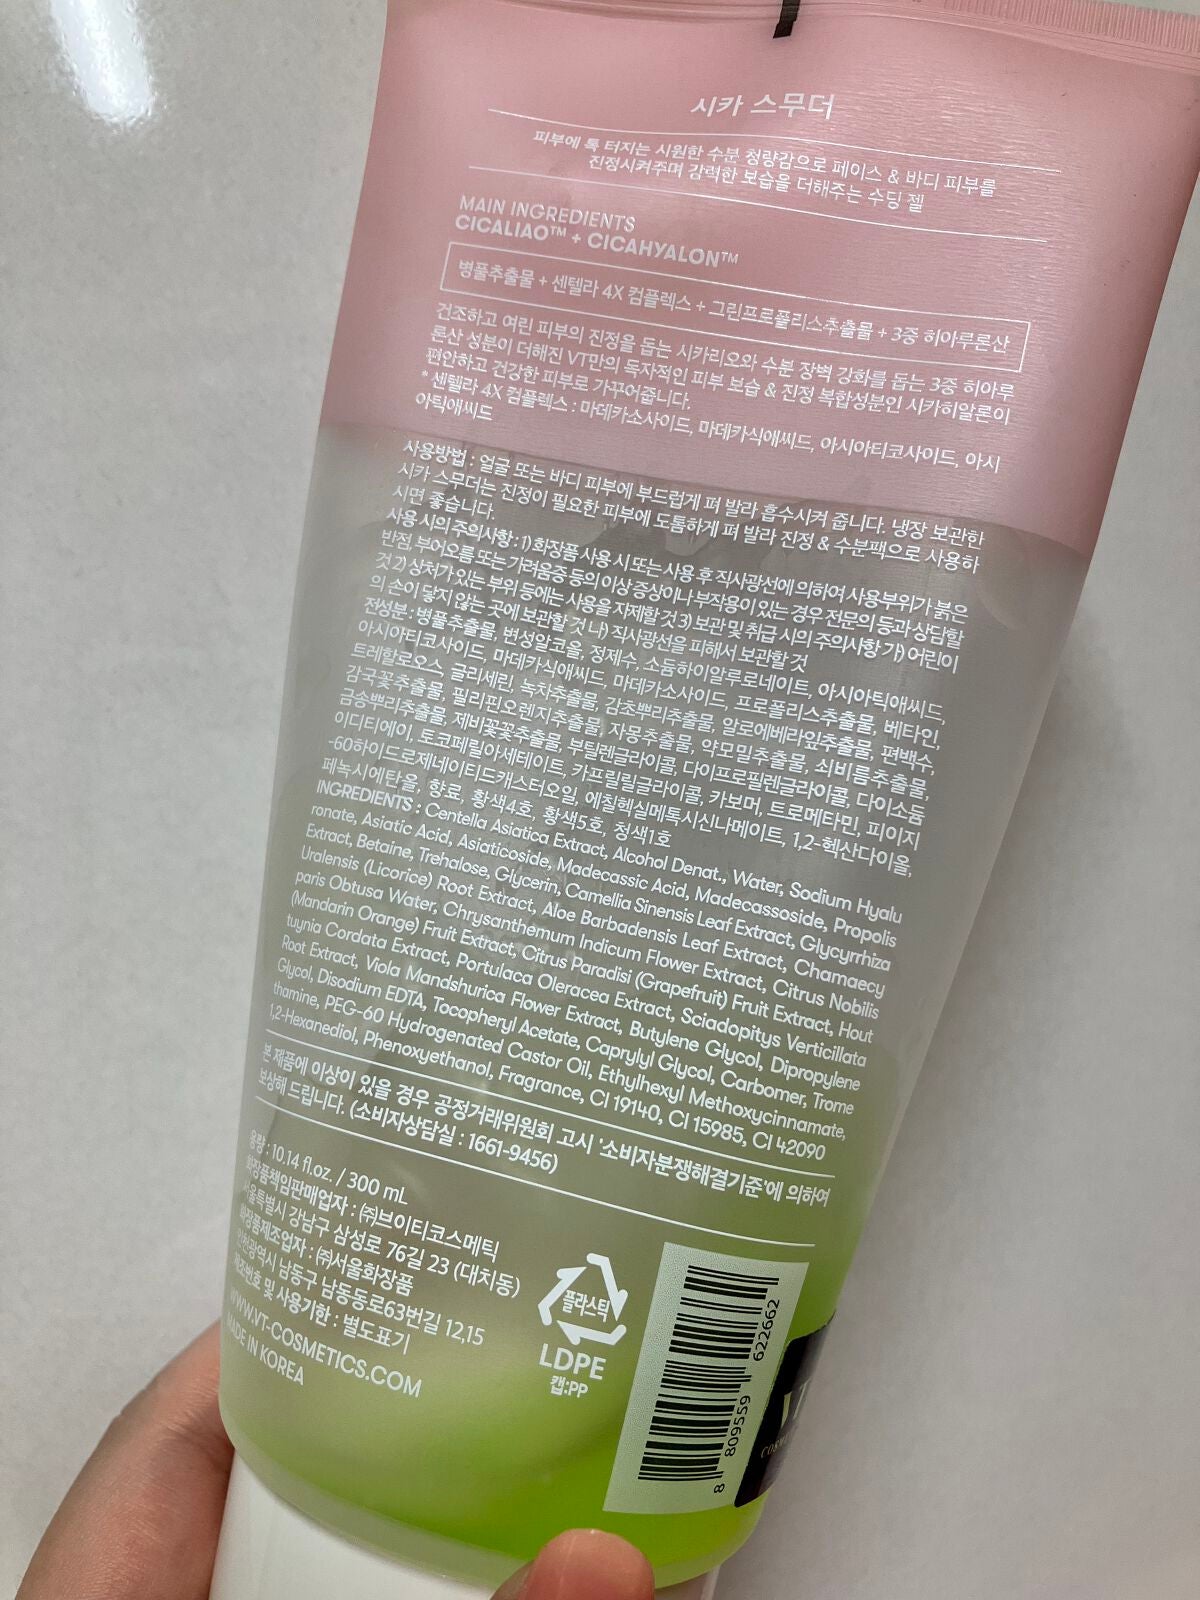 시카 스무더
피부에 톡 터지는 시원한 수분 청량감으로 페이스 & 바디 피부를
진정시켜주며 강력한 보습을 더해주는 수딩 젤
MAIN INGREDIENTS
CICALIAO™ + CICAHYALON™
병풀추출물 + 센텔라 4X 컴플렉스 + 그린프로폴리스추출물 + 3중 히아루론산
건조하고 여린 피부의 진정을 돕는 시카리오와 수분 장벽 강화를 돕는 3중 히아루
론산 성분이 더해진 VT만의 독자적인 피부 보습 & 진정 복합성분인 시카히알론이
편안하고 건강한 피부로 가꾸어줍니다.
* 센텔라 4X 컴플렉스 : 마데카소사이드, 마데카식애씨드, 아시아티코사이드, 아시
아틱애씨드
사용방법 : 얼굴 또는 바디 피부에 부드럽게 펴 발라 흡수시켜 줍니다. 냉장 보관한
시카 스무더는 진정이 필요한 피부에 도톰하게 펴 발라 진정 & 수분팩으로 사용하
시면 좋습니다.
사용 시의 주의사항 : 1) 화장품 사용 시 또는 사용 후 직사광선에 의하여 사용부위가 붉은
반점, 부어오름 또는 가려움증 등의 이상 증상이나 부작용이 있는 경우 전문의 등과 상담할
것 2) 상처가 있는 부위 등에는 사용을 자제할 것 3) 보관 및 취급 시의 주의사항 가) 어린이
의 손이 닿지 않는 곳에 보관할 것 나) 직사광선을 피해서 보관할 것
전성분 : 병풀추출물, 변성알코올, 정제수, 소듐하이알루로네이트, 아시아틱애씨드,
아시아티코사이드, 마데카식애씨드, 마데카소사이드, 프로폴리스추출물, 베타인,
트레할로오스, 글리세린, 녹차추출물, 감초뿌리추출물, 알로에베라잎추출물, 편백수,
감국꽃추출물, 필리핀오렌지추출물, 자몽추출물, 약모밀추출물, 쇠비름추출물,
금송뿌리추출물, 제비꽃꽃추출물, 부틸렌글라이콜, 다이프로필렌글라이콜, 다이소듐
이디티에이, 토코페릴아세테이트, 카프릴릴글라이콜, 카보머, 트로메타민, 피이지
-60하이드로제네이티드캐스터오일, 에칠헥실메톡시신나메이트, 1,2-헥산다이올,
페녹시에탄올, 향료, 황색4호, 황색5호, 청색1호
INGREDIENTS : Centella Asiatica Extract, Alcohol Denat., Water, Sodium Hyalu
ronate, Asiatic Acid, Asiaticoside, Madecassic Acid, Madecassoside, Propolis
Extract, Betaine, Trehalose, Glycerin, Camellia Sinensis Leaf Extract, Glycyrrhiza
Uralensis (Licorice) Root Extract, Aloe Barbadensis Leaf Extract, Chamaecy
paris Obtusa Water, Chrysanthemum Indicum Flower Extract, Citrus Nobilis
(Mandarin Orange) Fruit Extract, Citrus Paradisi (Grapefruit) Fruit Extract, Hout
tuynia Cordata Extract, Portulaca Oleracea Extract, Sciadopitys Verticillata
Root Extract, Viola Mandshurica Flower Extract, Butylene Glycol, Dipropylene
Glycol, Disodium EDTA, Tocopheryl Acetate, Caprylyl Glycol, Carbomer, Trome
thamine, PEG-60 Hydrogenated Castor Oil, Ethylhexyl Methoxycinnamate,
1,2-Hexanediol, Phenoxyethanol, Fragrance, CI 19140, CI 15985, CI 42090
본 제품에 이상이 있을 경우 공정거래위원회 고시 '소비자분쟁해결기준'에 의하여
보상해 드립니다. (소비자상담실 : 1661-9456)
용량 : 10.14 fl.oz. / 300 mL
화장품책임판매업자 : ㈜브이티코스메틱
서울특별시 강남구 삼성로 76길 23 (대치동)
화장품제조업자 : ㈜서울화장품
인천광역시 남동구 남동동로63번길 12,15
제조번호 및 사용기한 : 별도표기
WWW.VT-COSMETICS.COM
MADE IN KOREA
플라스틱
LDPE
캡:PP
8 809559 622662